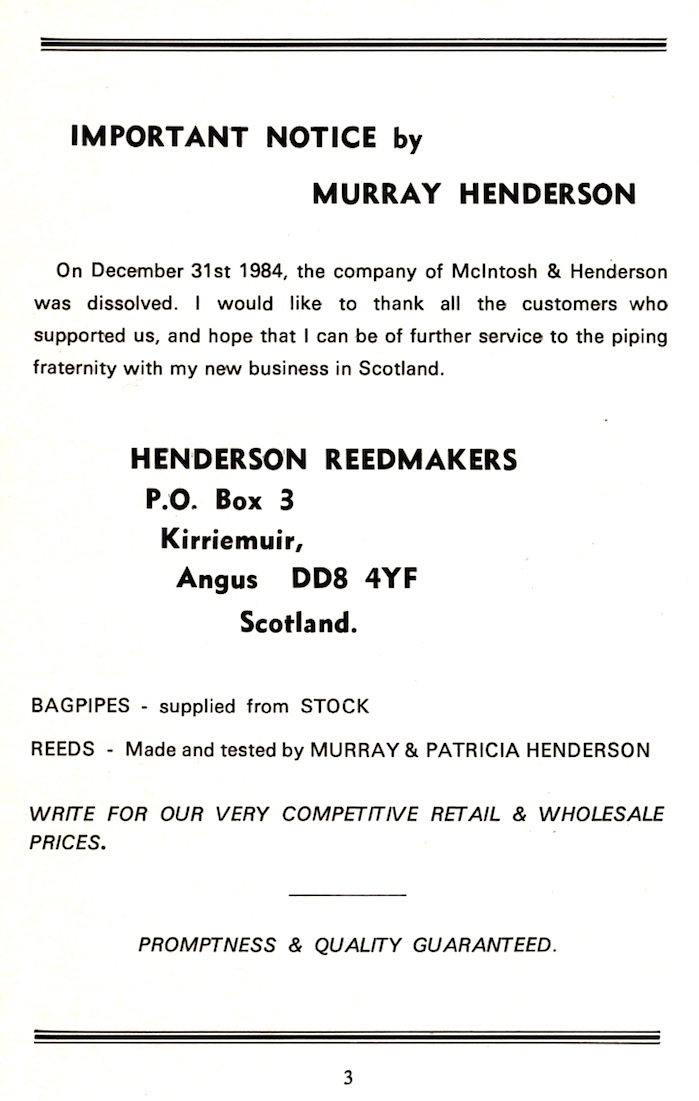 IMPORTANT NOTICE by
MURRAY HENDERSON
On December 31st 1984, the company of McIntosh & Henderson
was dissolved. I would like to thank all the customers who
supported us, and hope that I can be of further service to the piping
fraternity with my new business in Scotland.
HENDERSON REEDMAKERS
P.O. Box 3
Kirriemuir,
Angus DD8 4YF
Scotland.
BAGPIPES - supplied from STOCK
REEDS - Made and tested by MURRAY & PATRICIA HENDERSON
WRITE FOR OUR VERY COMPETITIVE RETAIL & WHOLESALE
PRICES.
PROMPTNESS & QUALITY GUARANTEED.
3